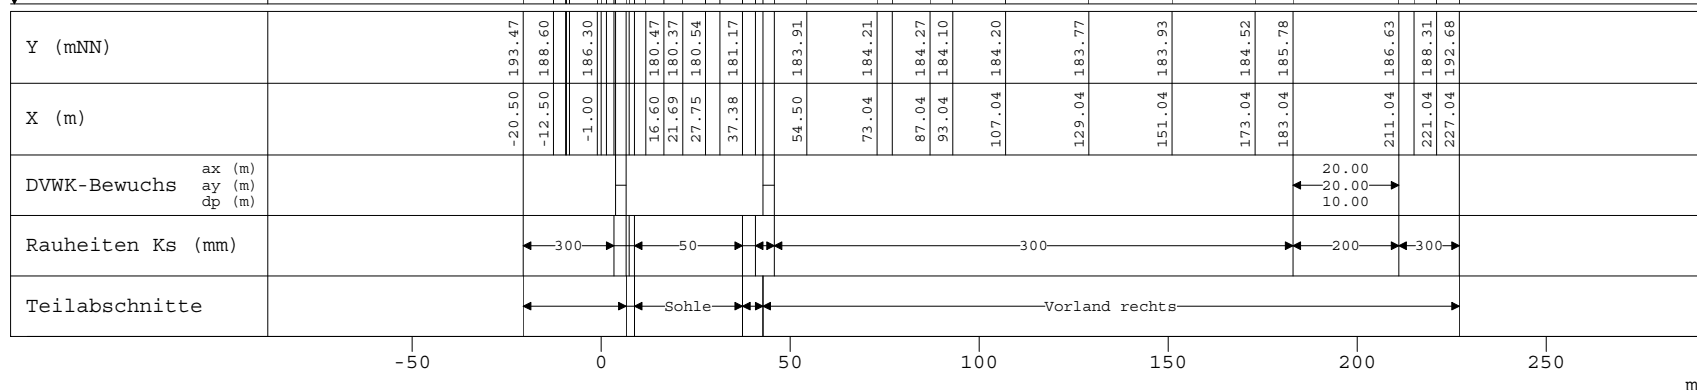 Y (mNN) 193.47 188.60 186.30 180.47 180.37 180.54 181.17 183.91 184.21 184.27 184.10 184.20 183.77 183.93 184.52 185.78 186.63 188.31 192.68
X (m) -20.50 -12.50 -1.00 16.60 21.69 27.75 37.38 54.50 73.04 87.04 93.04 107.04 129.04 151.04 173.04 183.04 211.04 221.04 227.04
ax (m) 20.00
DVWK-Bewuchs ay (m) 20.00
dp (m) 10.00
Rauheiten Ks (mm) 300 50 300 200 300
Teilabschnitte Sohle Vorland rechts
-50 0 50 100 150 200 250
m